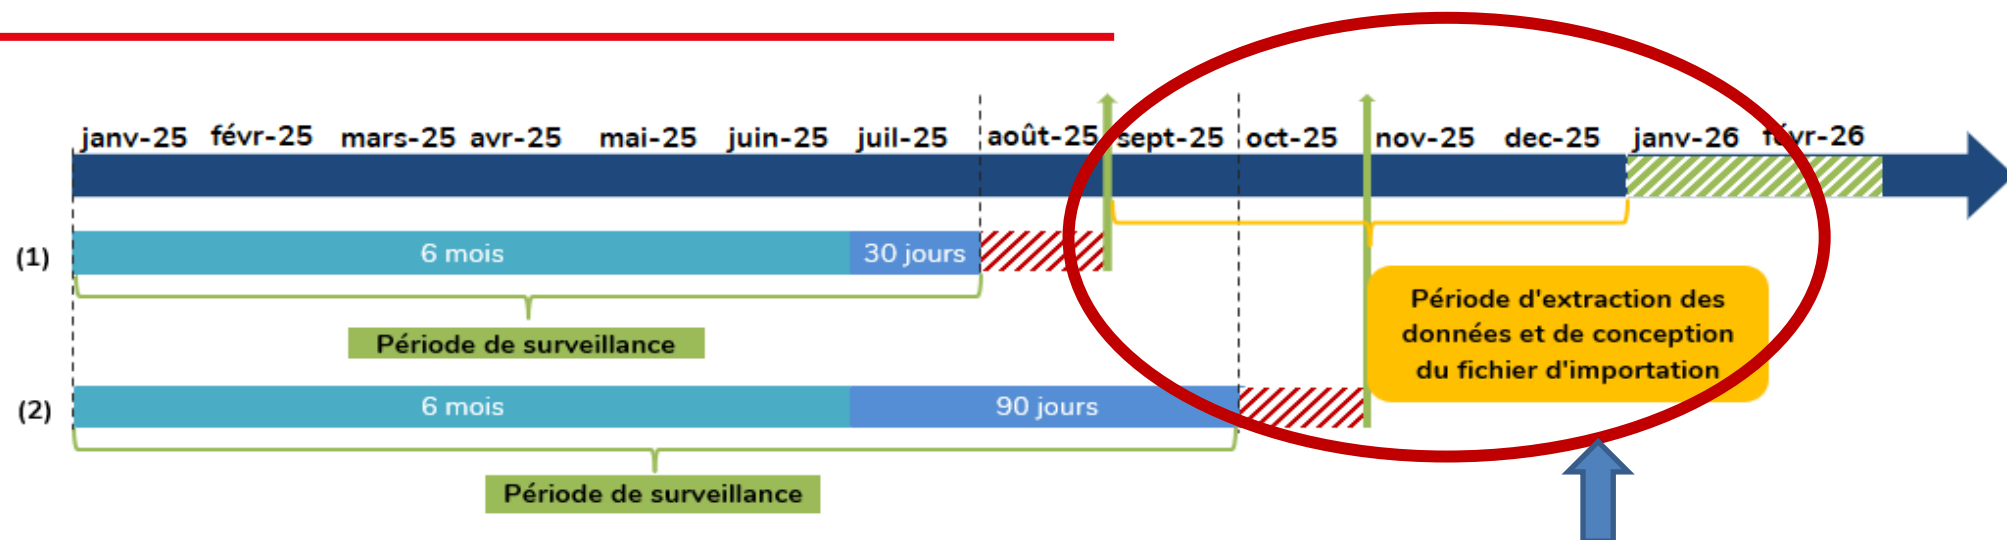 janv-25 févr-25 mars-25 avr-25 mai-25 juin-25 juil-25 août-25 sept-25 oct-25 nov-25 dec-25 janv-26 févr-26
(1) 6 mois 30 jours
Période de surveillance
Période d'extraction des
données et de conception
du fichier d'importation
(2) 6 mois 90 jours
Période de surveillance